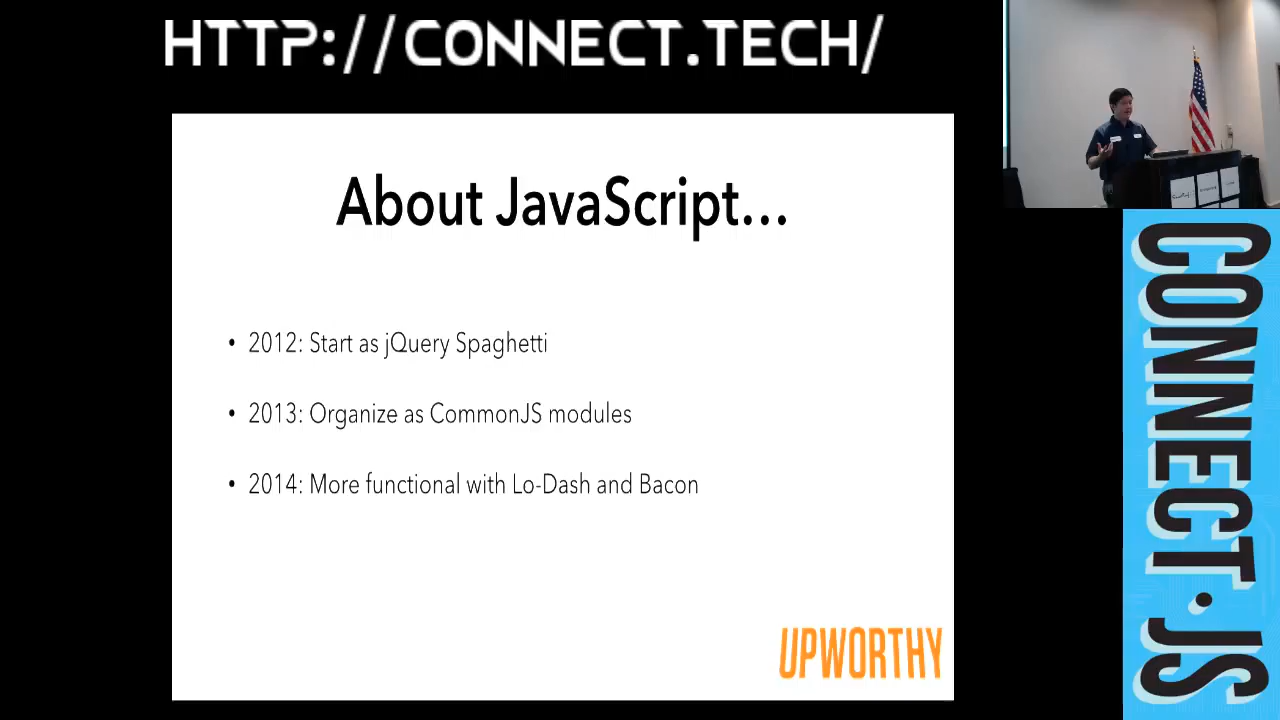 HTTP://CONNECT.TECH/
About JavaScript...
• 2012: Start as jQuery Spaghetti
• 2013: Organize as CommonJS modules
• 2014: More functional with Lo-Dash and Bacon
UPWORTHY
CONNECT.JS